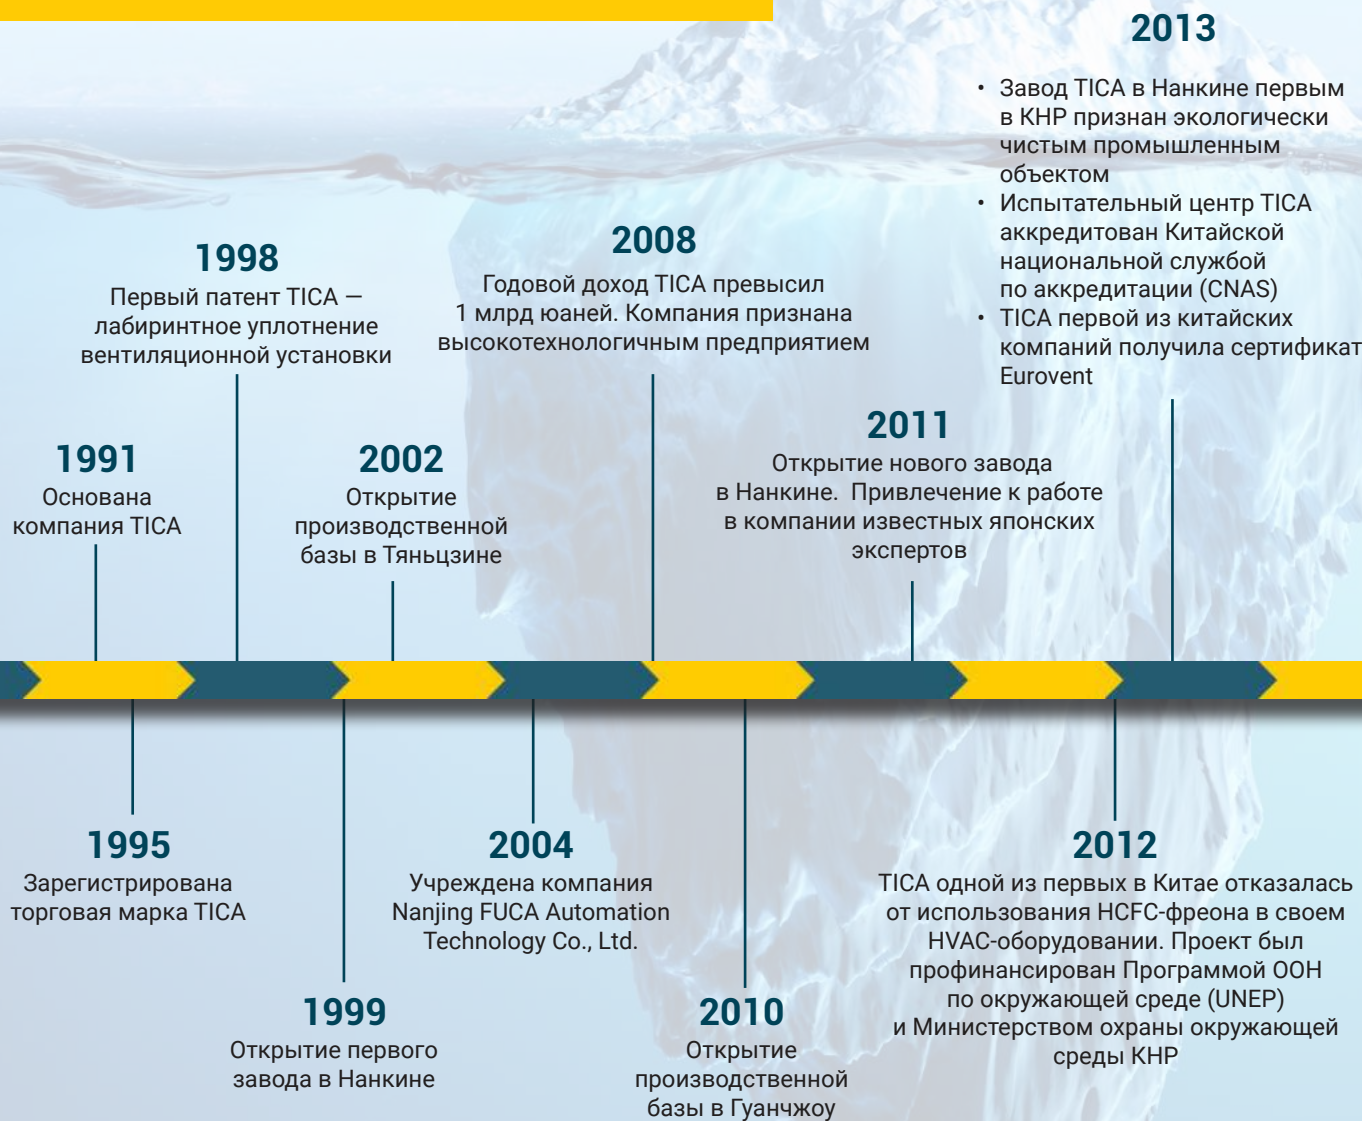 2013
• Завод TICA в Нанкине первым
в КНР признан экологически
чистым промышленным
объектом
• Испытательный центр TICA
аккредитован Китайской
национальной службой
по аккредитации (CNAS)
• TICA первой из китайских
компаний получила сертификат
Eurovent
1998
Первый патент TICA —
лабиринтное уплотнение
вентиляционной установки
2008
Годовой доход TICA превысил
1 млрд юаней. Компания признана
высокотехнологичным предприятием
1991
Основана
компания TICA
2002
Открытие
производственной
базы в Тяньцзине
2011
Открытие нового завода
в Нанкине. Привлечение к работе
в компании известных японских
экспертов
1995
Зарегистрирована
торговая марка TICA
2004
Учреждена компания
Nanjing FUCA Automation
Technology Co., Ltd.
2012
TICA одной из первых в Китае отказалась
от использования HCFC-фреона в своем
HVAC-оборудовании. Проект был
профинансирован Программой ООН
по окружающей среде (UNEP)
и Министерством охраны окружающей
среды КНР
1999
Открытие первого
завода в Нанкине
2010
Открытие
производственной
базы в Гуанчжоу